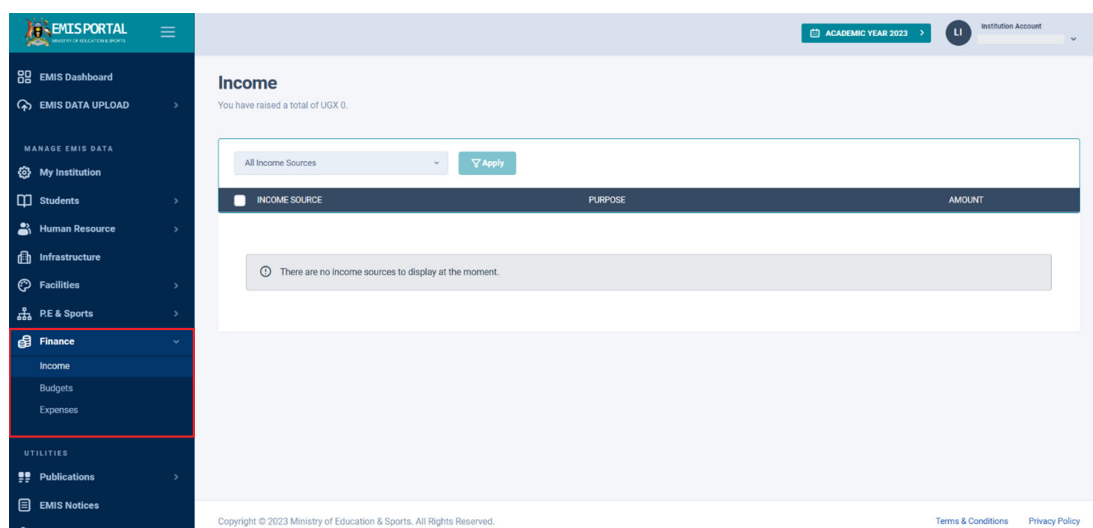 EMIS PORTAL
MINISTRY OF EDUCATION & SPORTS
ACADEMIC YEAR 2023
LI
Institution Account
EMIS Dashboard
EMIS DATA UPLOAD
MANAGE EMIS DATA
My Institution
Students
Human Resource
Infrastructure
Facilities
P.E & Sports
Finance
Income
Budgets
Expenses
UTILITIES
Publications
EMIS Notices
Income
You have raised a total of UGX 0.
All Income Sources
Apply
INCOME SOURCE PURPOSE AMOUNT
There are no income sources to display at the moment.
Copyright © 2023 Ministry of Education & Sports. All Rights Reserved.
Terms & Conditions Privacy Policy